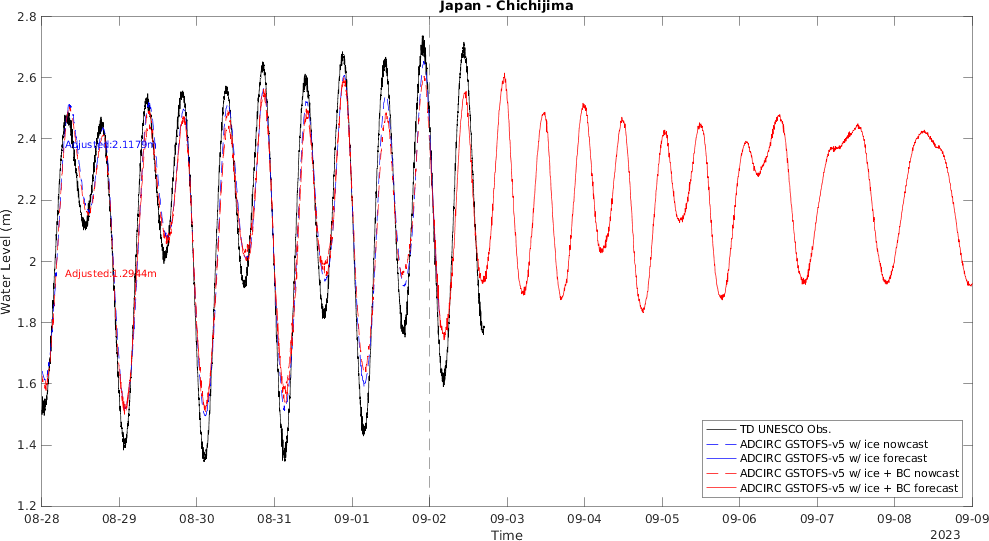 Japan - Chichijima
2.8
2.6
2.4
2.2
2
1.8
1.6
1.4
1.2
Water Level (m)
Adjusted:2.1179m
Adjusted:1.2944m
TD UNESCO Obs.
ADCIRC GSTOFS-v5 w/ ice nowcast
ADCIRC GSTOFS-v5 w/ ice forecast
ADCIRC GSTOFS-v5 w/ ice + BC nowcast
ADCIRC GSTOFS-v5 w/ ice + BC forecast
08-28 08-29 08-30 08-31 09-01 09-02 09-03 09-04 09-05 09-06 09-07 09-08 09-09
Time
2023